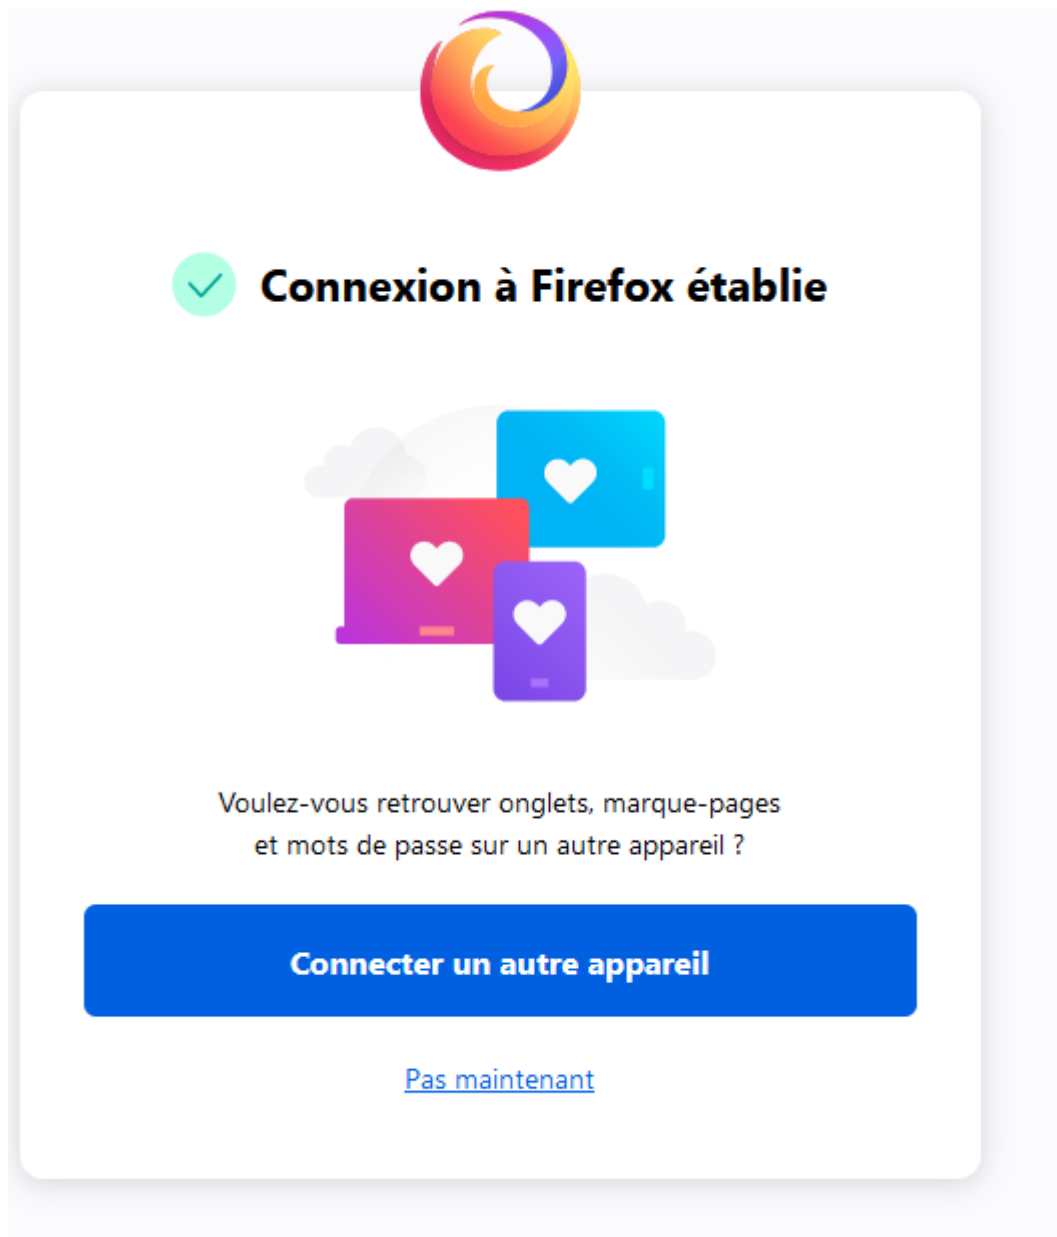 Connexion à Firefox établie
Voulez-vous retrouver onglets, marque-pages
et mots de passe sur un autre appareil ?
Connecter un autre appareil
Pas maintenant